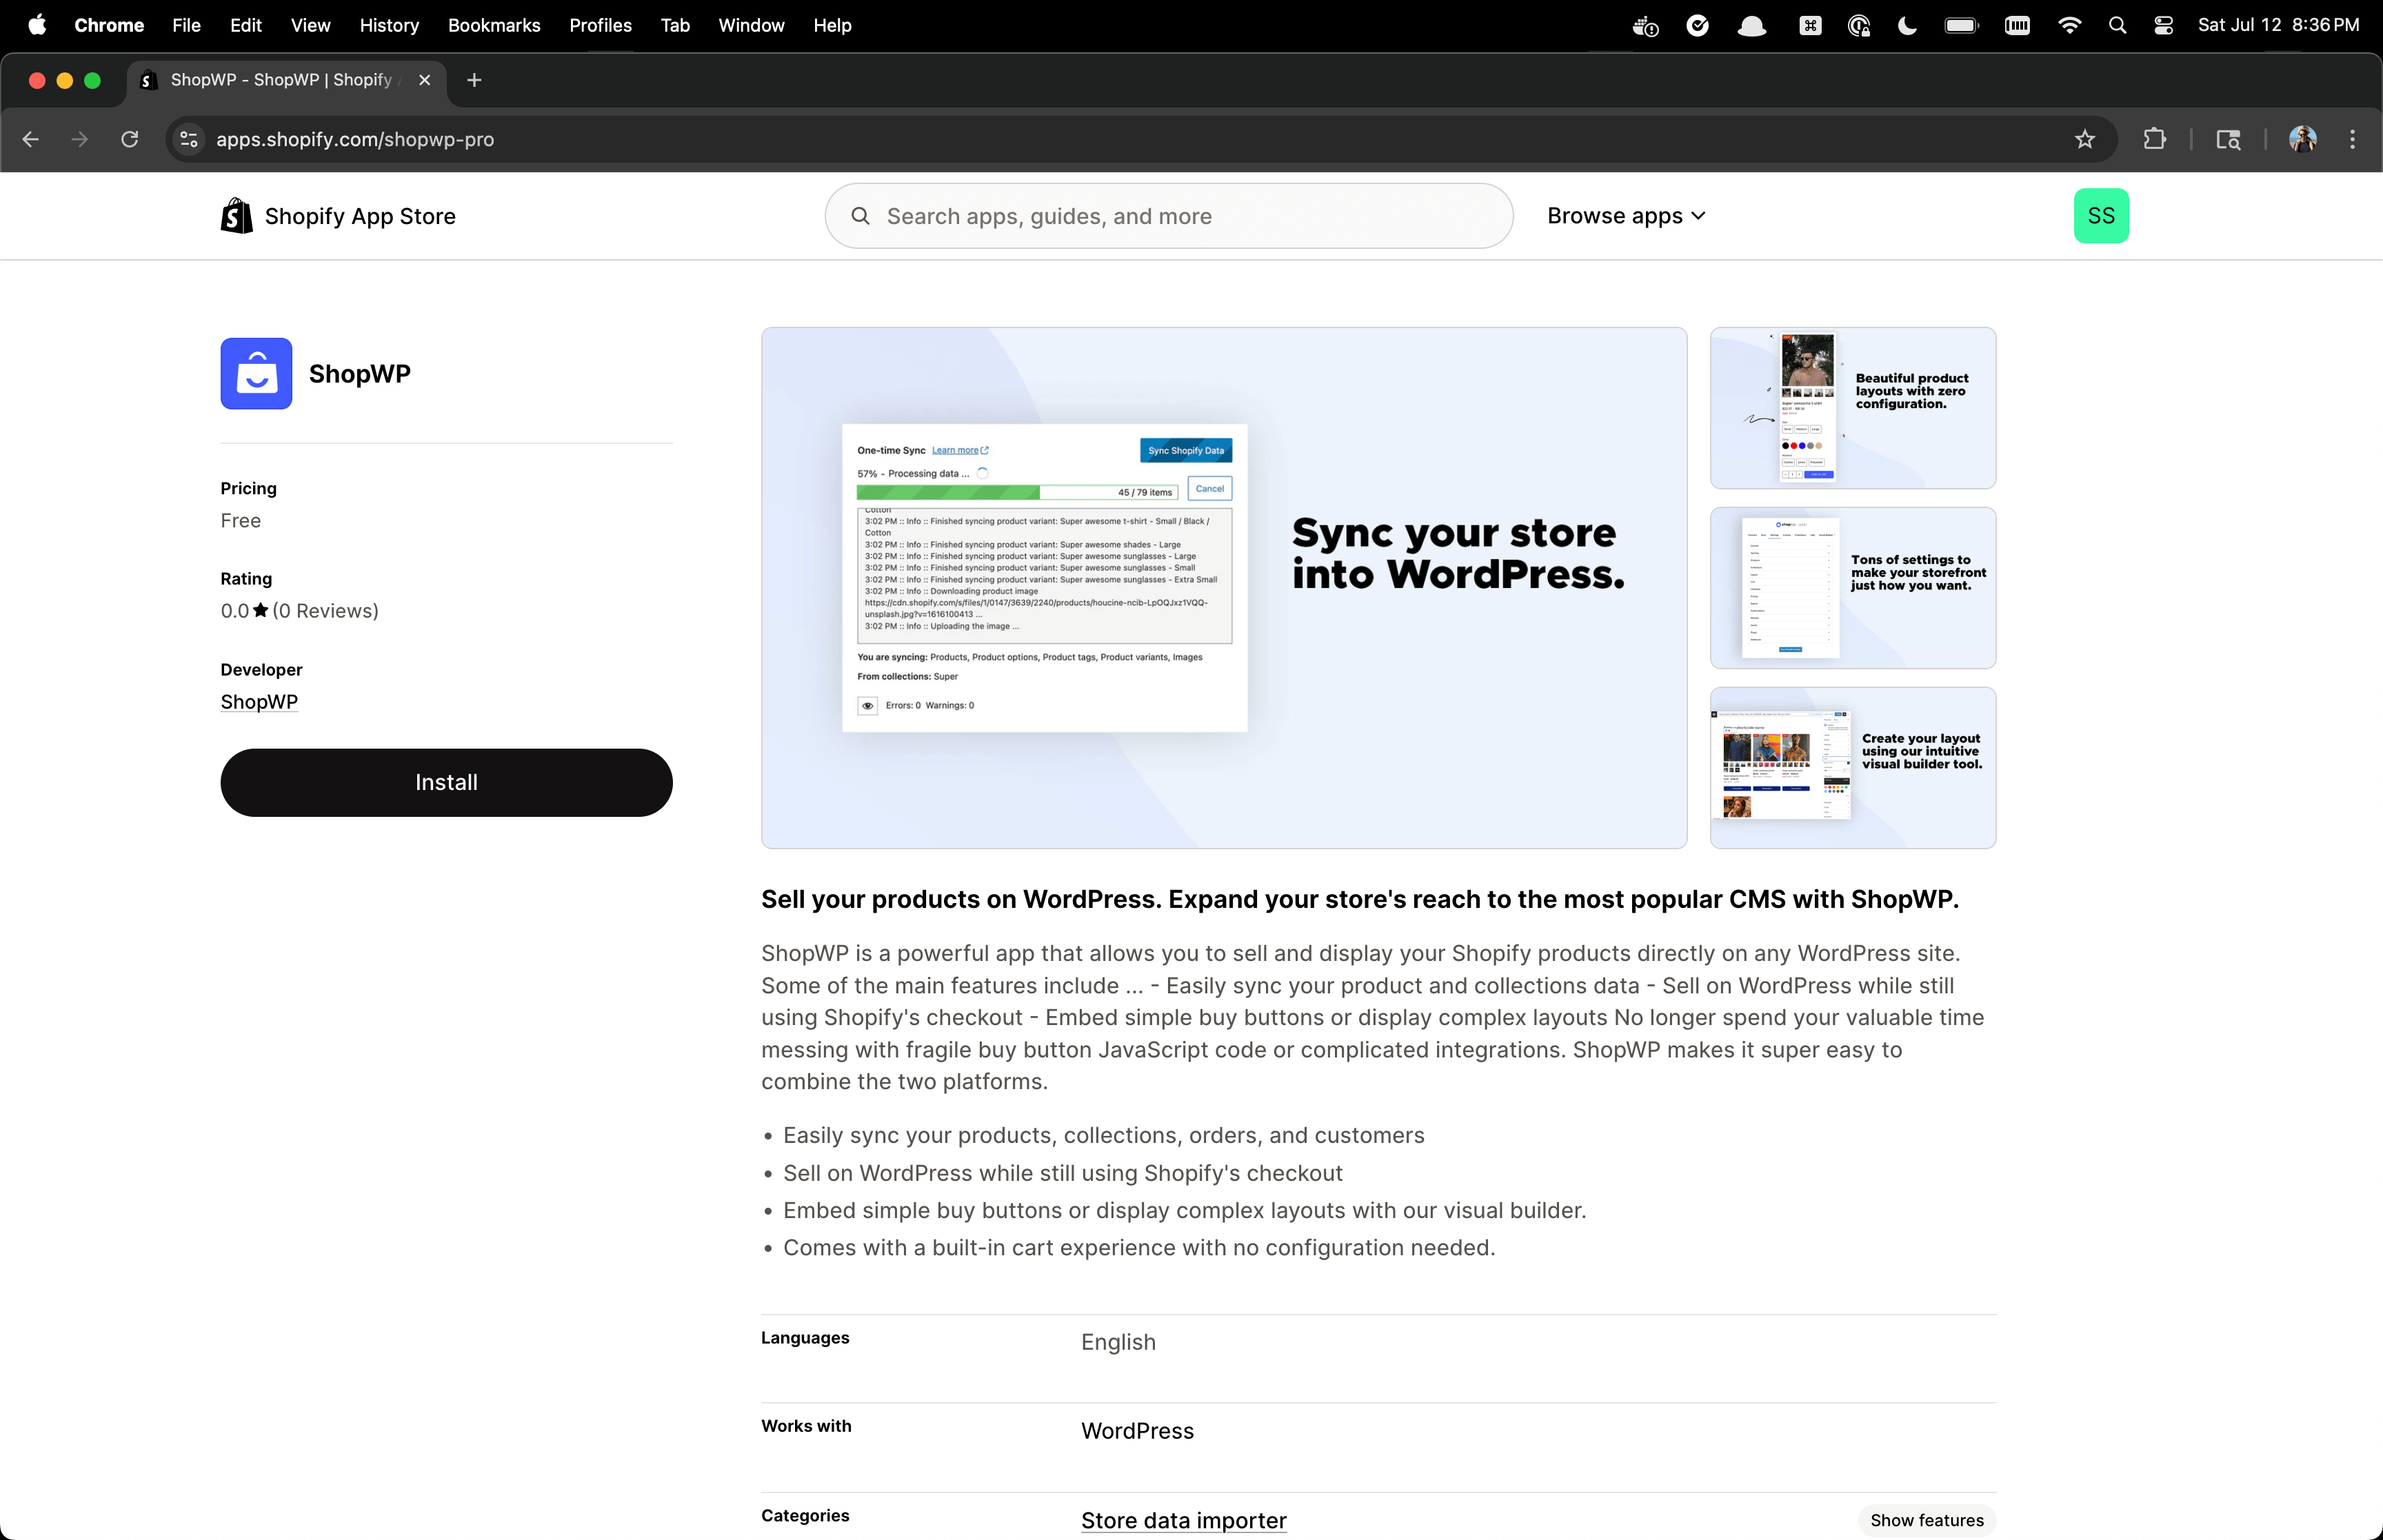 Chrome File Edit View History Bookmarks Profiles Tab Window Help Sat Jul 12 8:36 PM
ShopWP - ShopWP | Shopify
apps.shopify.com/shopwp-pro
Shopify App Store
Search apps, guides, and more
Browse apps
SS
ShopWP
Pricing
Free
Rating
0.0 ★ (0 Reviews)
Developer
ShopWP
Install
One-time Sync Learn more
Sync Shopify Data
57% - Processing data ...
45 / 79 items
Cancel
Cotton
3:02 PM :: Info :: Finished syncing product variant: Super awesome t-shirt - Small / Black /
Cotton
3:02 PM :: Info :: Finished syncing product variant: Super awesome shades - Large
3:02 PM :: Info :: Finished syncing product variant: Super awesome sunglasses - Large
3:02 PM :: Info :: Finished syncing product variant: Super awesome sunglasses - Small
3:02 PM :: Info :: Finished syncing product variant: Super awesome sunglasses - Extra Small
3:02 PM :: Info :: Downloading product image
https://cdn.shopify.com/s/files/1/0147/3639/2240/products/houcine-ncib-LpOQJxz1VQQ-
unsplash.jpg?v=1616100413 ...
3:02 PM :: Info :: Uploading the image ...
You are syncing: Products, Product options, Product tags, Product variants, Images
From collections: Super
Errors: 0 Warnings: 0
Sync your store
into WordPress.
Beautiful product
layouts with zero
configuration.
Tons of settings to
make your storefront
just how you want.
Create your layout
using our intuitive
visual builder tool.
Sell your products on WordPress. Expand your store's reach to the most popular CMS with ShopWP.
ShopWP is a powerful app that allows you to sell and display your Shopify products directly on any WordPress site.
Some of the main features include ... - Easily sync your product and collections data - Sell on WordPress while still
using Shopify's checkout - Embed simple buy buttons or display complex layouts No longer spend your valuable time
messing with fragile buy button JavaScript code or complicated integrations. ShopWP makes it super easy to
combine the two platforms.
• Easily sync your products, collections, orders, and customers
• Sell on WordPress while still using Shopify's checkout
• Embed simple buy buttons or display complex layouts with our visual builder.
• Comes with a built-in cart experience with no configuration needed.
Languages
English
Works with
WordPress
Categories
Store data importer
Show features